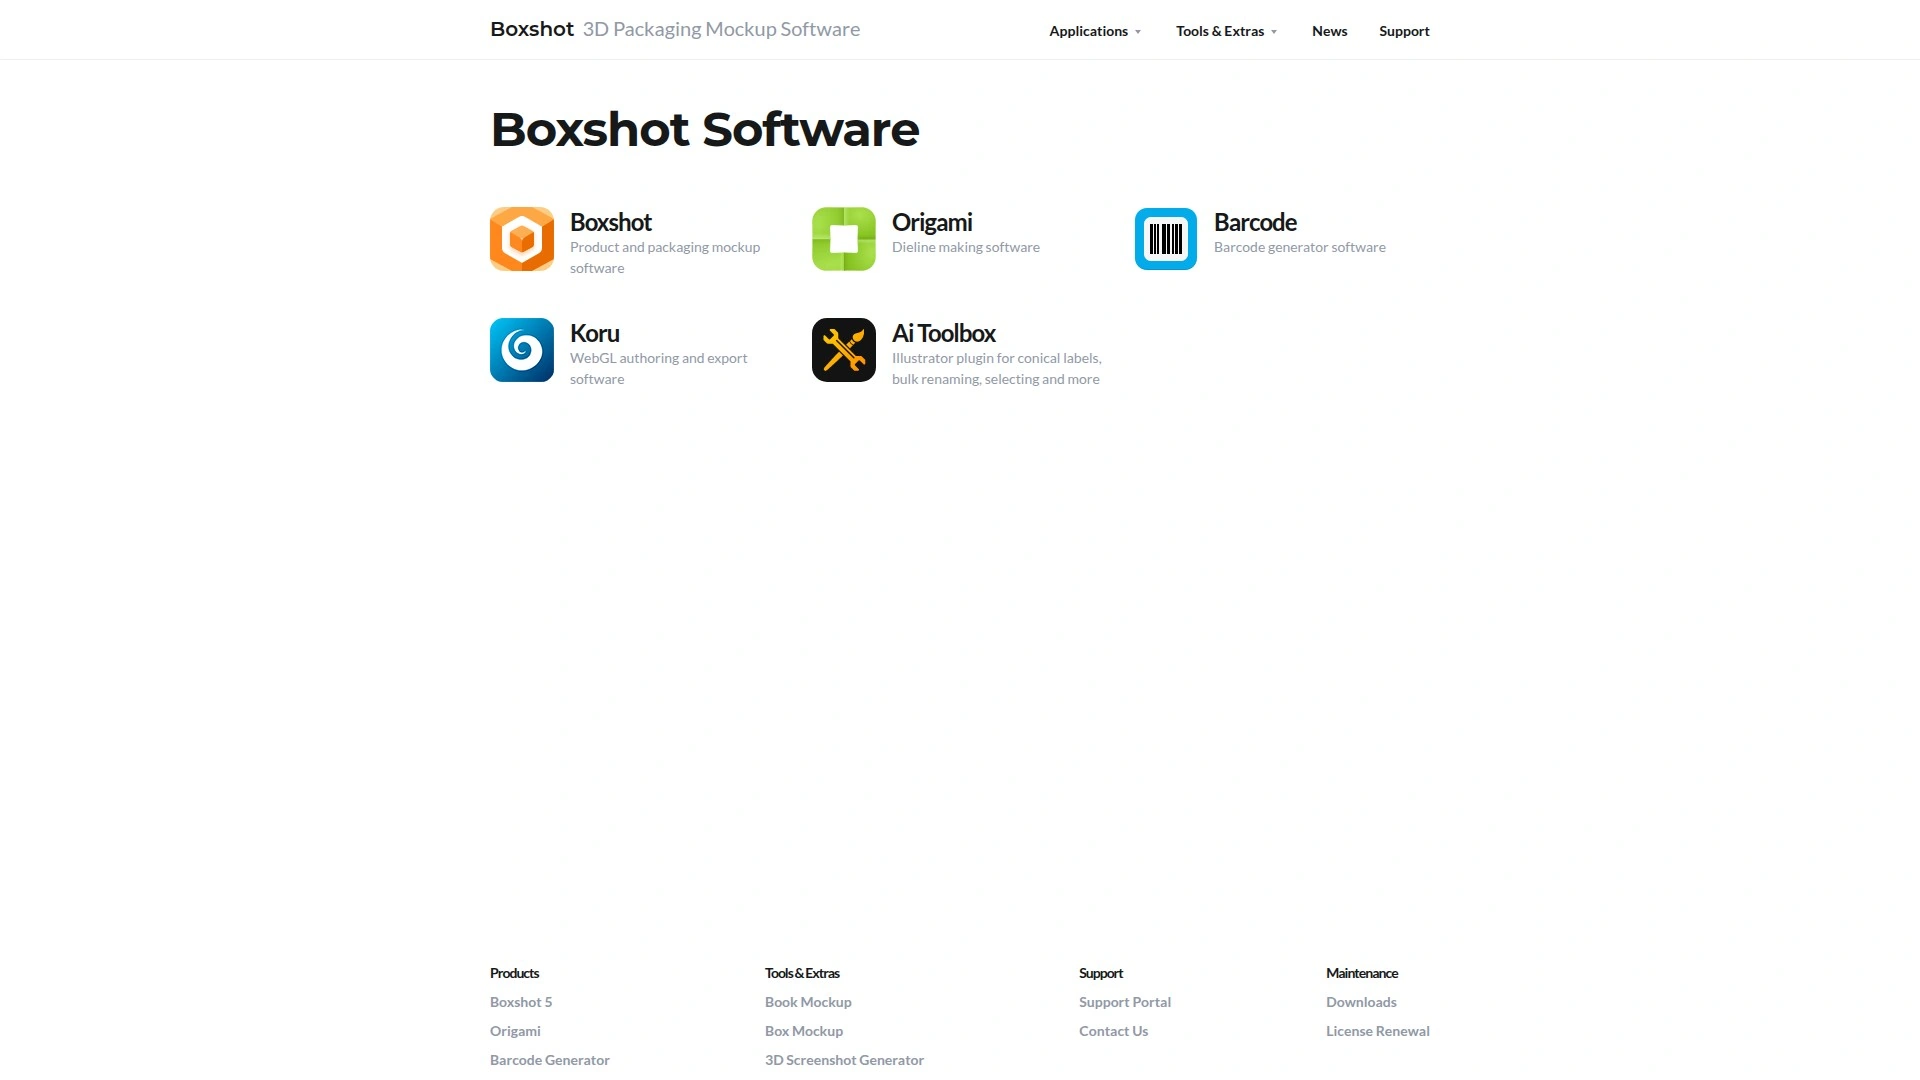 Boxshot 3D Packaging Mockup Software
Applications
Tools & Extras
News
Support
Boxshot Software
Boxshot
Product and packaging mockup
software
Origami
Dieline making software
Barcode
Barcode generator software
Koru
WebGL authoring and export
software
Ai Toolbox
Illustrator plugin for conical labels,
bulk renaming, selecting and more
Products
Boxshot 5
Origami
Barcode Generator
Tools & Extras
Book Mockup
Box Mockup
3D Screenshot Generator
Support
Support Portal
Contact Us
Maintenance
Downloads
License Renewal